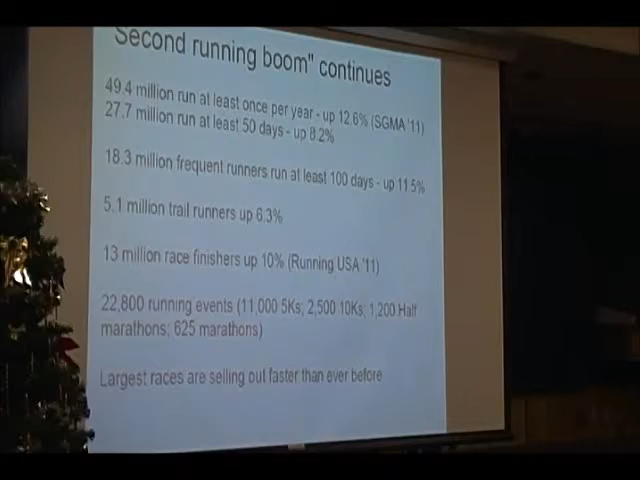 Second running boom" continues
49.4 million run at least once per year - up 12.6% (SGMA '11)
27.7 million run at least 50 days - up 8.2%
18.3 million frequent runners run at least 100 days - up 11.5%
5.1 million trail runners up 6.3%
13 million race finishers up 10% (Running USA '11)
22,800 running events (11,000 5Ks; 2,500 10Ks; 1,200 Half
marathons; 625 marathons)
Largest races are selling out faster than ever before